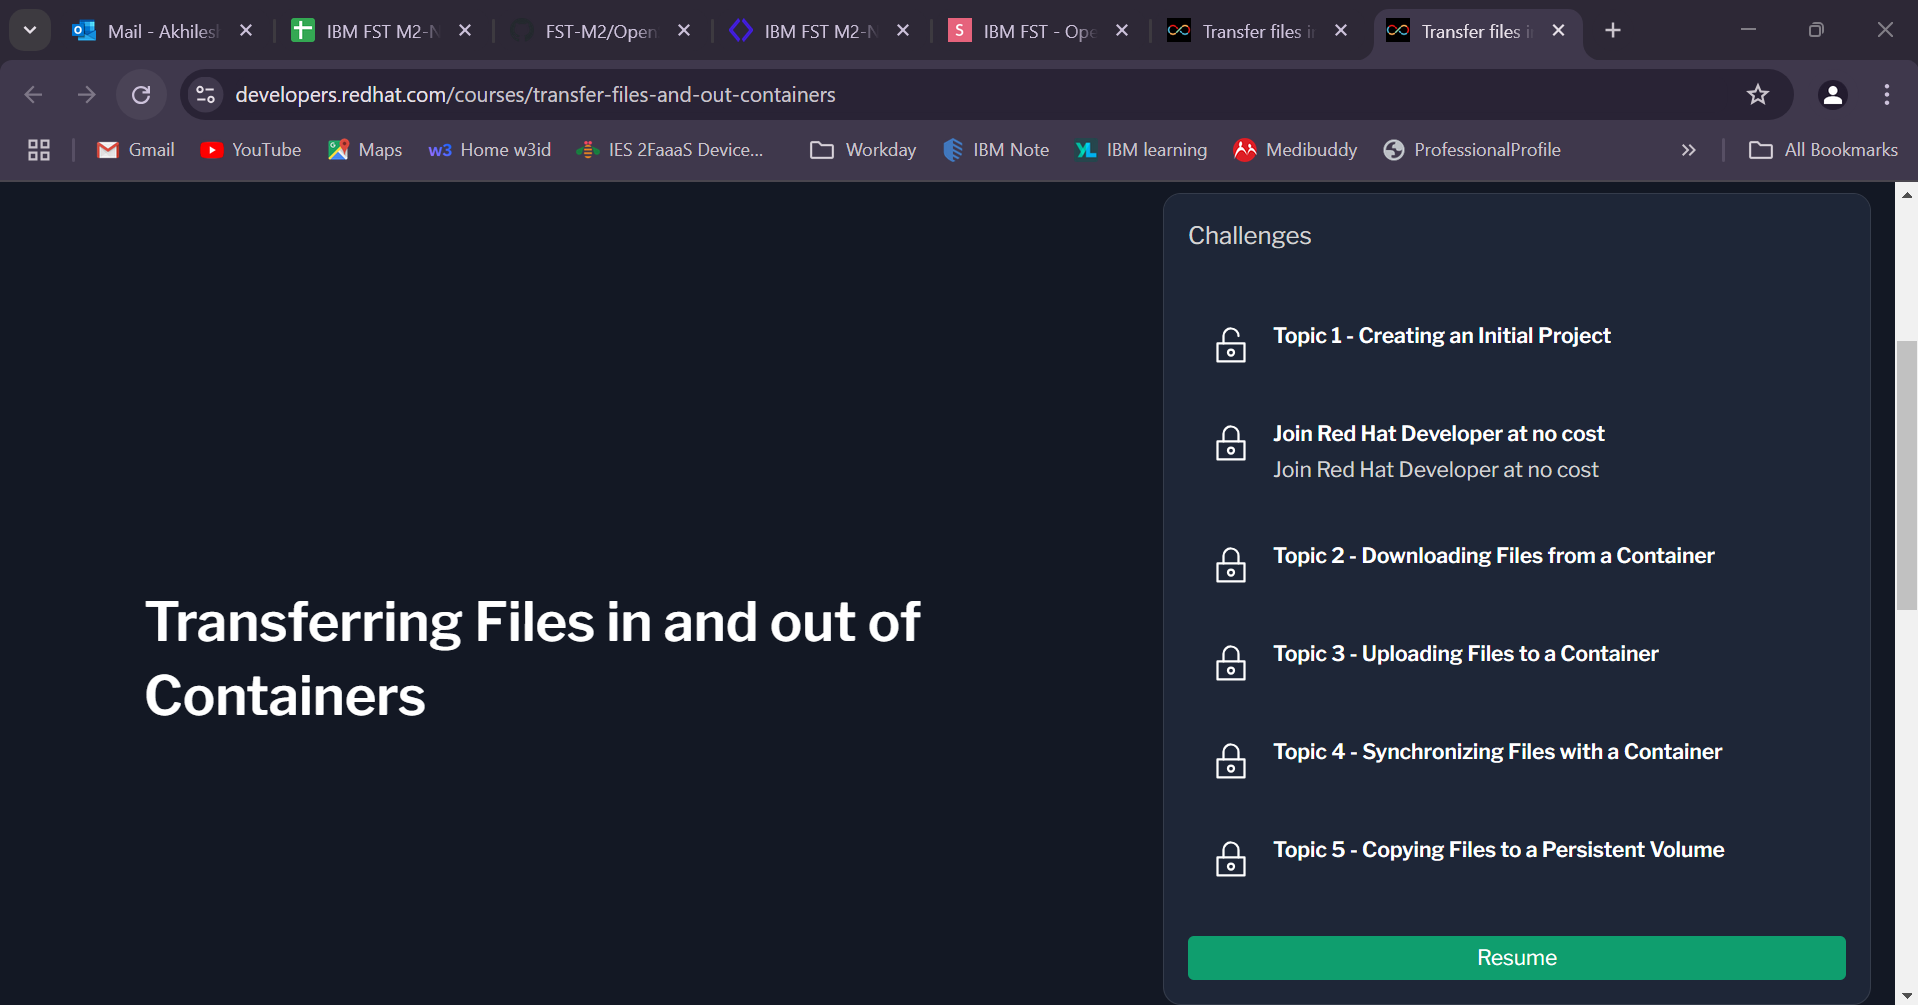 Mail - Akhilesh
IBM FST M2-N
FST-M2/Open
IBM FST M2-N
S
IBM FST - Ope
Transfer files in
Transfer files in
developers.redhat.com/courses/transfer-files-and-out-containers
Gmail
YouTube
Maps
w3 Home w3id
IES 2FaaaS Device...
Workday
IBM Note
YL IBM learning
Medibuddy
ProfessionalProfile
All Bookmarks
Transferring Files in and out of
Containers
Challenges
Topic 1 - Creating an Initial Project
Join Red Hat Developer at no cost
Join Red Hat Developer at no cost
Topic 2 - Downloading Files from a Container
Topic 3 - Uploading Files to a Container
Topic 4 - Synchronizing Files with a Container
Topic 5 - Copying Files to a Persistent Volume
Resume